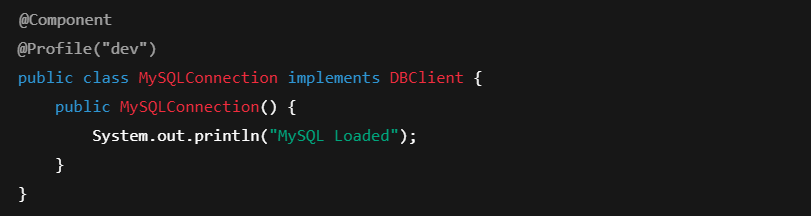 @Component
@Profile("dev")
public class MySQLConnection implements DBClient {
    public MySQLConnection() {
        System.out.println("MySQL Loaded");
    }
}